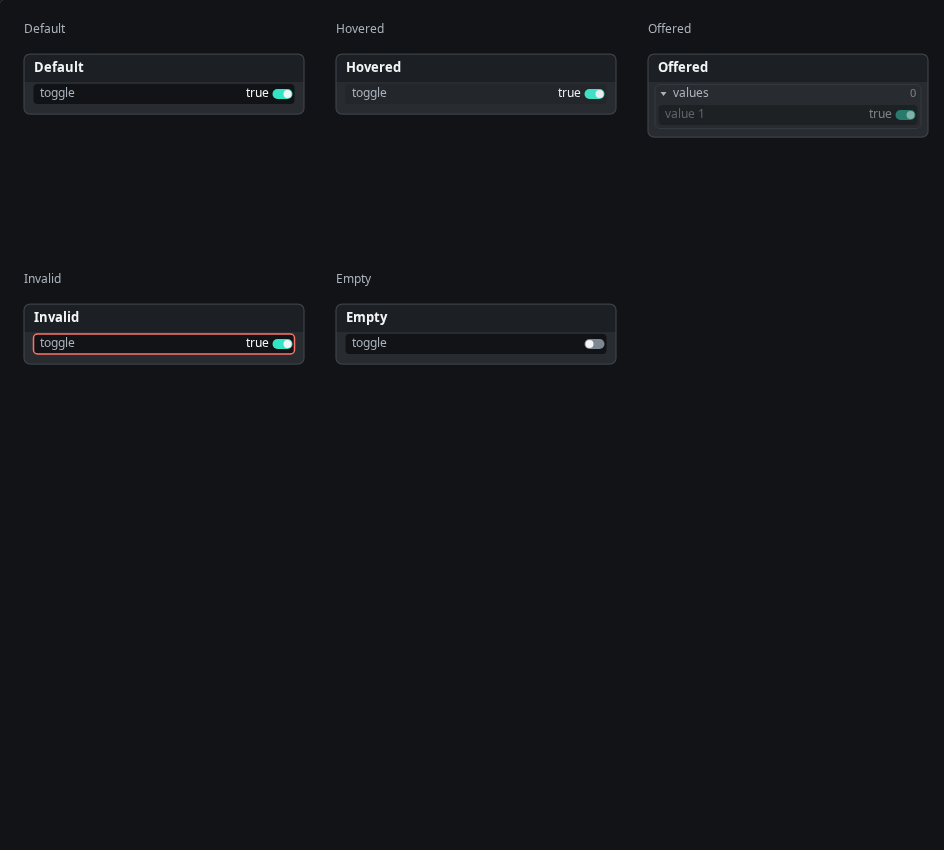 Default
Hovered
Offered
Default
toggle
true
Hovered
toggle
true
Offered
values
0
value 1
true
Invalid
Empty
Invalid
toggle
true
Empty
toggle